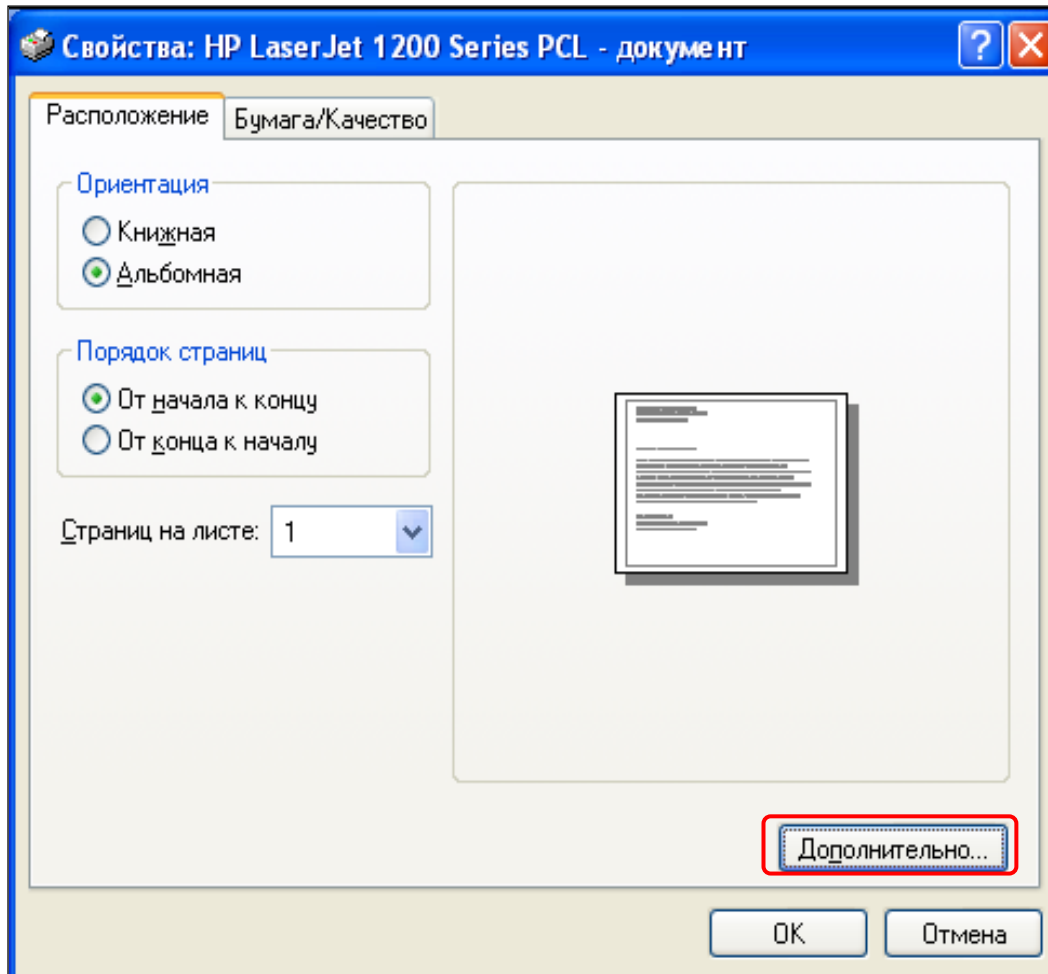 Свойства: HP LaserJet 1200 Series PCL - документ
Расположение
Бумага/Качество
Ориентация
Книжная
Альбомная
Порядок страниц
От начала к концу
От конца к началу
Страниц на листе: 1
Дополнительно...
OK
Отмена